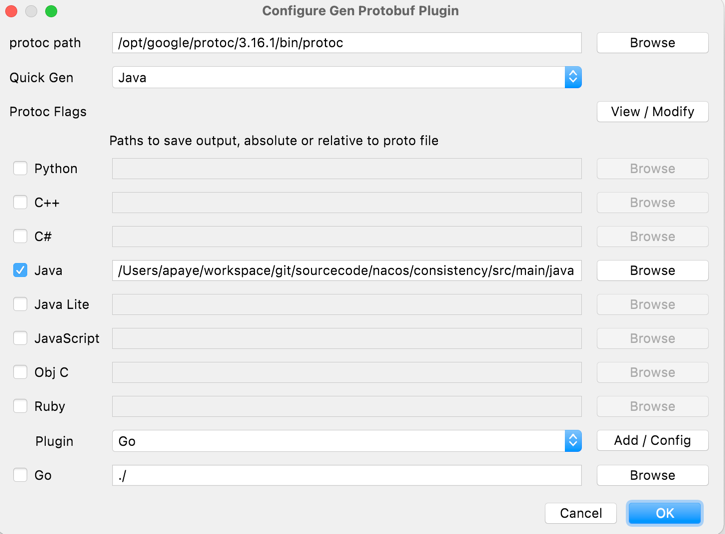 Configure Gen Protobuf Plugin
protoc path /opt/google/protoc/3.16.1/bin/protoc Browse
Quick Gen Java
Protoc Flags View / Modify
Paths to save output, absolute or relative to proto file
Python Browse
C++ Browse
C# Browse
Java /Users/apaye/workspace/git/sourcecode/nacos/consistency/src/main/java Browse
Java Lite Browse
JavaScript Browse
Obj C Browse
Ruby Browse
Plugin Go Add / Config
Go ./ Browse
Cancel OK